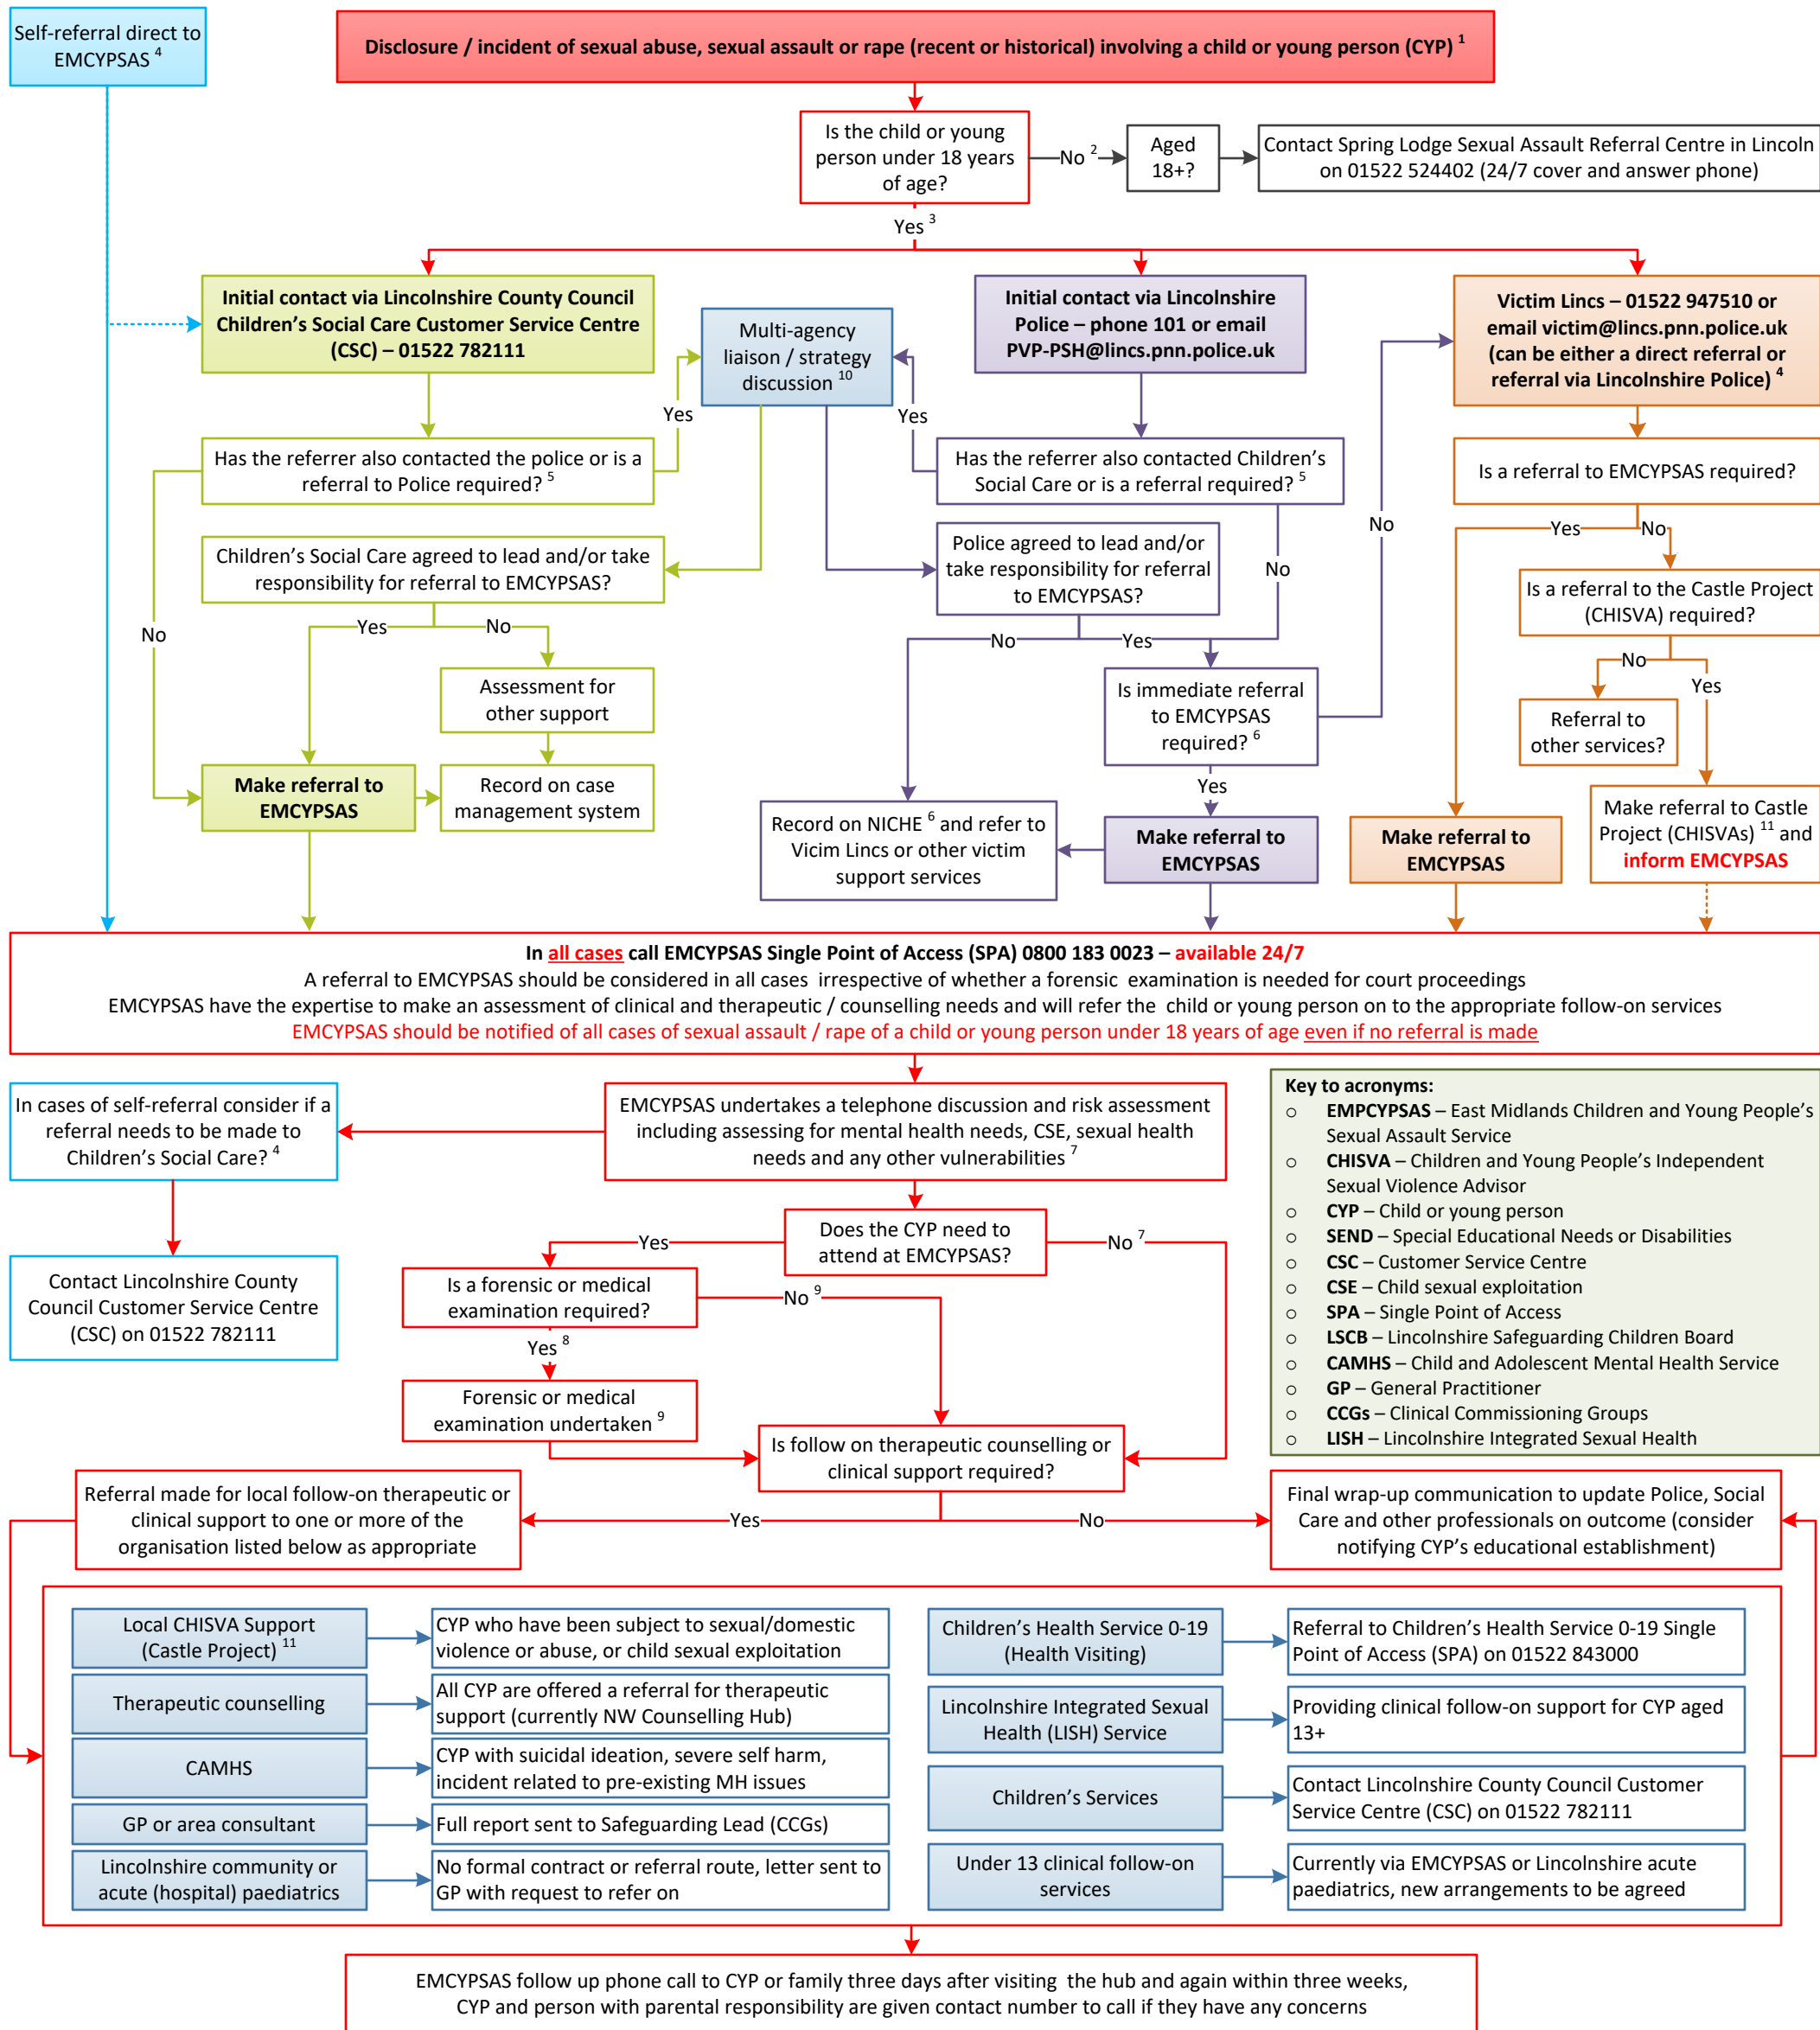 Self-referral direct to
EMCYPSAS 4
Disclosure / incident of sexual abuse, sexual assault or rape (recent or historical) involving a child or young person (CYP) 1
Is the child or young
person under 18 years
of age?
No 2
Aged
18+?
Contact Spring Lodge Sexual Assault Referral Centre in Lincoln
on 01522 524402 (24/7 cover and answer phone)
Yes 3
Initial contact via Lincolnshire County Council
Children's Social Care Customer Service Centre
(CSC) – 01522 782111
Multi-agency
liaison / strategy
discussion 10
Initial contact via Lincolnshire
Police – phone 101 or email
PVP-PSH@lincs.pnn.police.uk
Victim Lincs – 01522 947510 or
email victim@lincs.pnn.police.uk
(can be either a direct referral or
referral via Lincolnshire Police) 4
Yes
Yes
Has the referrer also contacted the police or is a
referral to Police required? 5
Has the referrer also contacted Children's
Social Care or is a referral required? 5
Is a referral to EMCYPSAS required?
No
Yes
No
Children's Social Care agreed to lead and/or take
responsibility for referral to EMCYPSAS?
Police agreed to lead and/or
take responsibility for referral
to EMCYPSAS?
No
Is a referral to the Castle Project
(CHISVA) required?
No
Yes
No
No
Yes
No
Yes
Assessment for
other support
Is immediate referral
to EMCYPSAS
required? 6
Referral to
other services?
Make referral to
EMCYPSAS
Record on case
management system
Yes
Record on NICHE 6 and refer to
Vicim Lincs or other victim
support services
Make referral to
EMCYPSAS
Make referral to
EMCYPSAS
Make referral to Castle
Project (CHISVAs) 11 and
inform EMCYPSAS
In all cases call EMCYPSAS Single Point of Access (SPA) 0800 183 0023 – available 24/7
A referral to EMCYPSAS should be considered in all cases irrespective of whether a forensic examination is needed for court proceedings
EMCYPSAS have the expertise to make an assessment of clinical and therapeutic / counselling needs and will refer the child or young person on to the appropriate follow-on services
EMCYPSAS should be notified of all cases of sexual assault / rape of a child or young person under 18 years of age even if no referral is made
In cases of self-referral consider if a
referral needs to be made to
Children's Social Care? 4
EMCYPSAS undertakes a telephone discussion and risk assessment
including assessing for mental health needs, CSE, sexual health
needs and any other vulnerabilities 7
Key to acronyms:
o EMPCYPSAS – East Midlands Children and Young People's
Sexual Assault Service
o CHISVA – Children and Young People's Independent
Sexual Violence Advisor
o CYP – Child or young person
o SEND – Special Educational Needs or Disabilities
o CSC – Customer Service Centre
o CSE – Child sexual exploitation
o SPA – Single Point of Access
o LSCB – Lincolnshire Safeguarding Children Board
o CAMHS – Child and Adolescent Mental Health Service
o GP – General Practitioner
o CCGs – Clinical Commissioning Groups
o LISH – Lincolnshire Integrated Sexual Health
Contact Lincolnshire County
Council Customer Service Centre
(CSC) on 01522 782111
Does the CYP need to
attend at EMCYPSAS?
Yes
No 7
Is a forensic or medical
examination required?
No 9
Yes 8
Forensic or medical
examination undertaken 9
Is follow on therapeutic counselling or
clinical support required?
Referral made for local follow-on therapeutic or
clinical support to one or more of the
organisation listed below as appropriate
Yes
No
Final wrap-up communication to update Police, Social
Care and other professionals on outcome (consider
notifying CYP's educational establishment)
Local CHISVA Support
(Castle Project) 11
CYP who have been subject to sexual/domestic
violence or abuse, or child sexual exploitation
Therapeutic counselling
All CYP are offered a referral for therapeutic
support (currently NW Counselling Hub)
CAMHS
CYP with suicidal ideation, severe self harm,
incident related to pre-existing MH issues
GP or area consultant
Full report sent to Safeguarding Lead (CCGs)
Lincolnshire community or
acute (hospital) paediatrics
No formal contract or referral route, letter sent to
GP with request to refer on
Children's Health Service 0-19
(Health Visiting)
Referral to Children's Health Service 0-19 Single
Point of Access (SPA) on 01522 843000
Lincolnshire Integrated Sexual
Health (LISH) Service
Providing clinical follow-on support for CYP aged
13+
Children's Services
Contact Lincolnshire County Council Customer
Service Centre (CSC) on 01522 782111
Under 13 clinical follow-on
services
Currently via EMCYPSAS or Lincolnshire acute
paediatrics, new arrangements to be agreed
EMCYPSAS follow up phone call to CYP or family three days after visiting the hub and again within three weeks,
CYP and person with parental responsibility are given contact number to call if they have any concerns